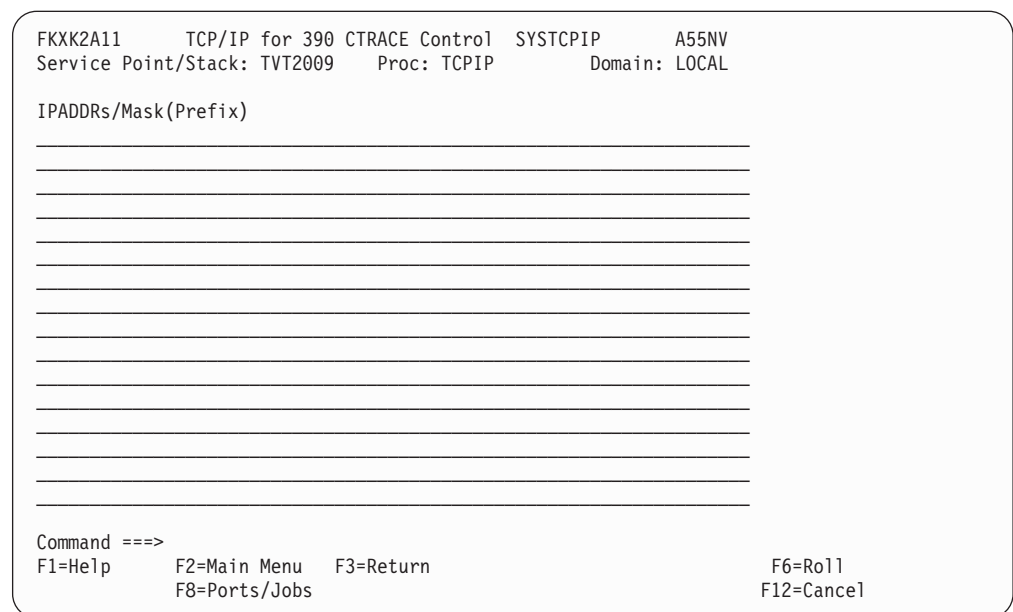 FKXK2A11 TCP/IP for 390 CTRACE Control SYSTCPIP A55NV
Service Point/Stack: TVT2009 Proc: TCPIP Domain: LOCAL
IPADDRs/Mask(Prefix)
Command ===>
F1=Help F2=Main Menu F3=Return F6=Roll
F8=Ports/Jobs F12=Cancel